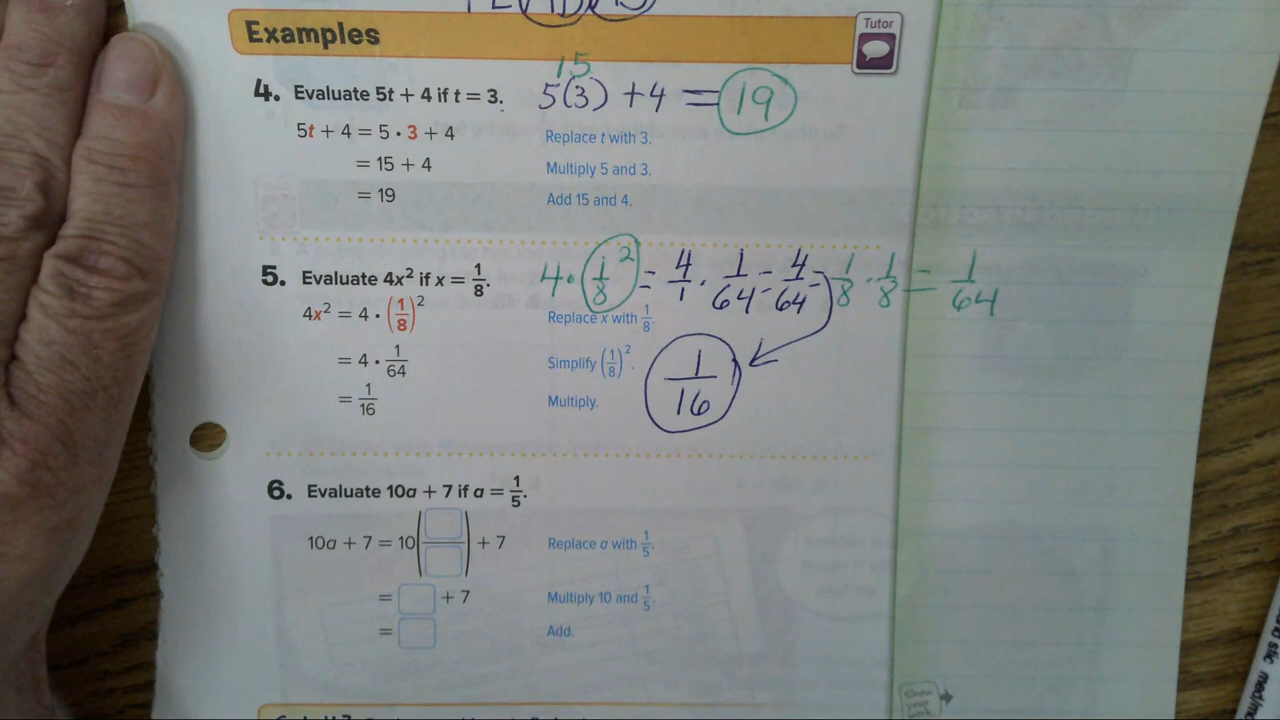 Examples
Tutor
15
4. Evaluate 5t + 4 if t = 3. 5(3) + 4 = 19
5t + 4 = 5 • 3 + 4 Replace t with 3.
= 15 + 4 Multiply 5 and 3.
= 19 Add 15 and 4.
5. Evaluate 4x² if x = 1/8. 4 · (1/8)² = 4/1 · 1/64 = 4/64 = 1/8 · 1/8 = 1/64
4x² = 4 • (1/8)² Replace x with 1/8.
= 4 • 1/64 Simplify (1/8)².
= 1/16 Multiply. 1/16
6. Evaluate 10a + 7 if a = 1/5.
10a + 7 = 10( ) + 7 Replace a with 1/5.
= + 7 Multiply 10 and 1/5.
= Add.
Show your work